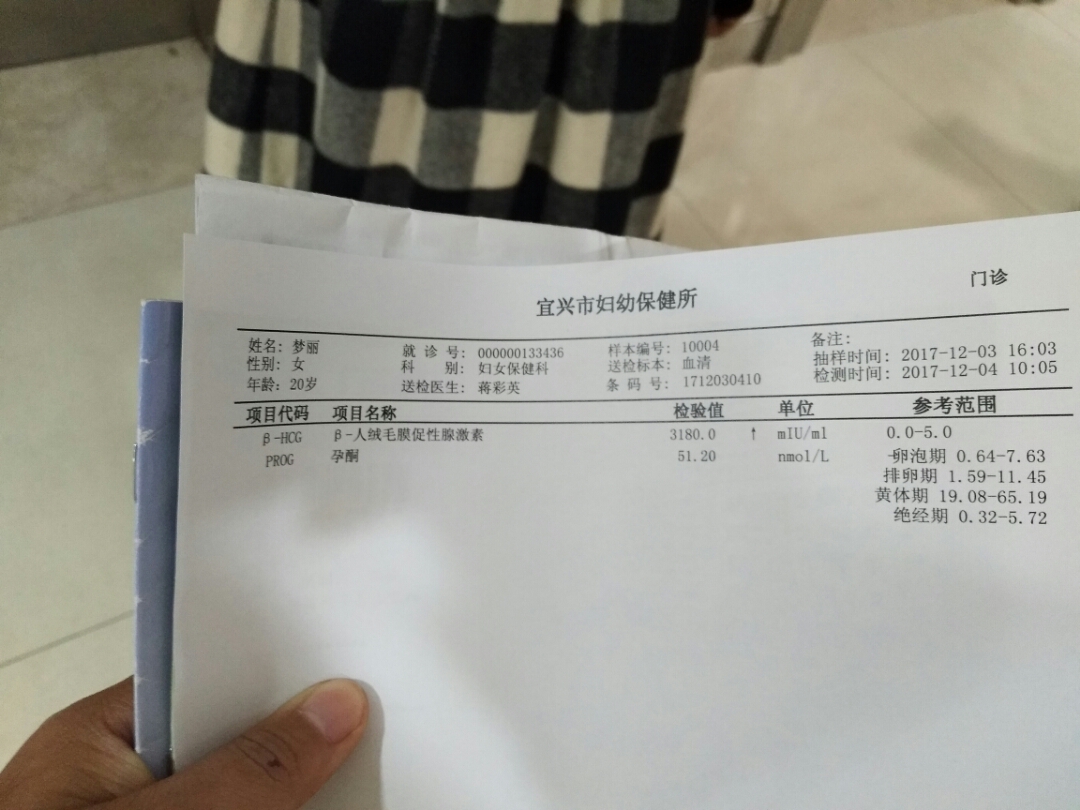 门诊
宜兴市妇幼保健所
姓名: 梦丽 就 诊 号: 000000133436 样本编号: 10004 备注:
性别: 女 科 别: 妇女保健科 送检标本: 血清 抽样时间: 2017-12-03 16:03
年龄: 20岁 送检医生: 蒋彩英 条 码 号: 1712030410 检测时间: 2017-12-04 10:05
项目代码 项目名称 检验值 单位 参考范围
β-HCG β-人绒毛膜促性腺激素 3180.0 ↑ mIU/ml 0.0-5.0
PROG 孕酮 51.20 nmol/L 卵泡期 0.64-7.63
排卵期 1.59-11.45
黄体期 19.08-65.19
绝经期 0.32-5.72